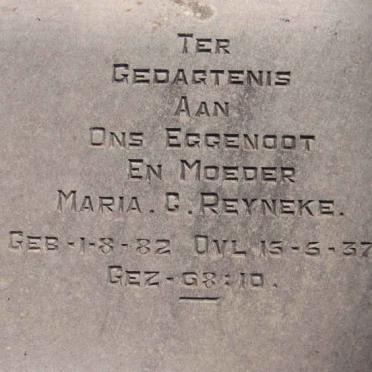 TER
GEDAGTENIS
AAN
ONS EGGENOOT
EN MOEDER
MARIA. C. REYNEKE.
GEB-1-8-82 OVL 15-5-37
GEZ-68:10.